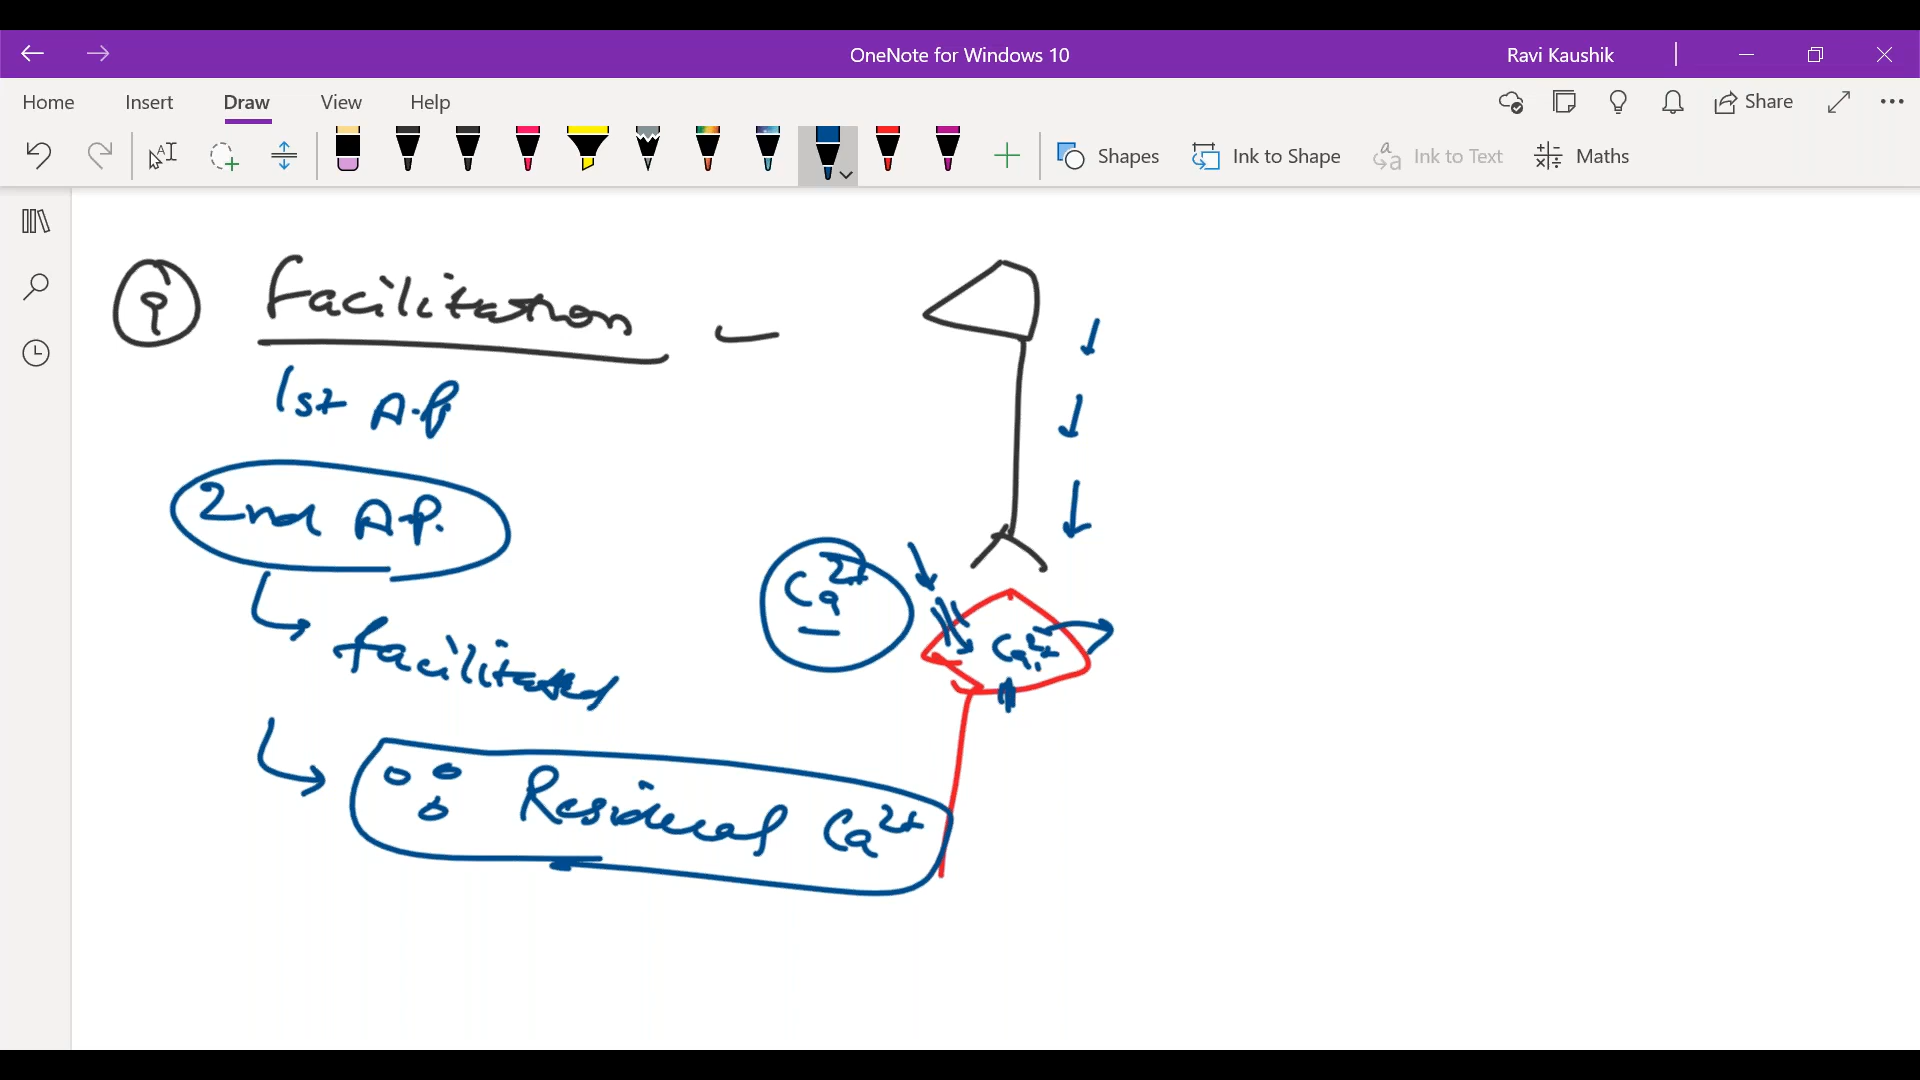 OneNote for Windows 10
Ravi Kaushik
Home Insert Draw View Help
Share
Shapes Ink to Shape Ink to Text Maths
9 Facilitation
1st A.P
2nd A.P.
facilitated
Ca2+
Ca2+
Residual Ca2+